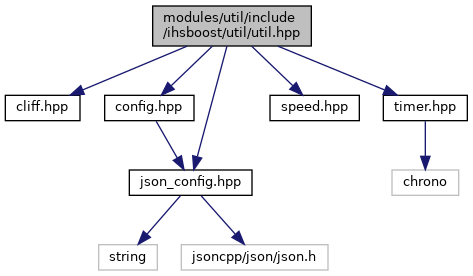 modules/util/include
/ihsboost/util/util.hpp
cliff.hpp
config.hpp
speed.hpp
timer.hpp
json_config.hpp
chrono
string
jsoncpp/json/json.h